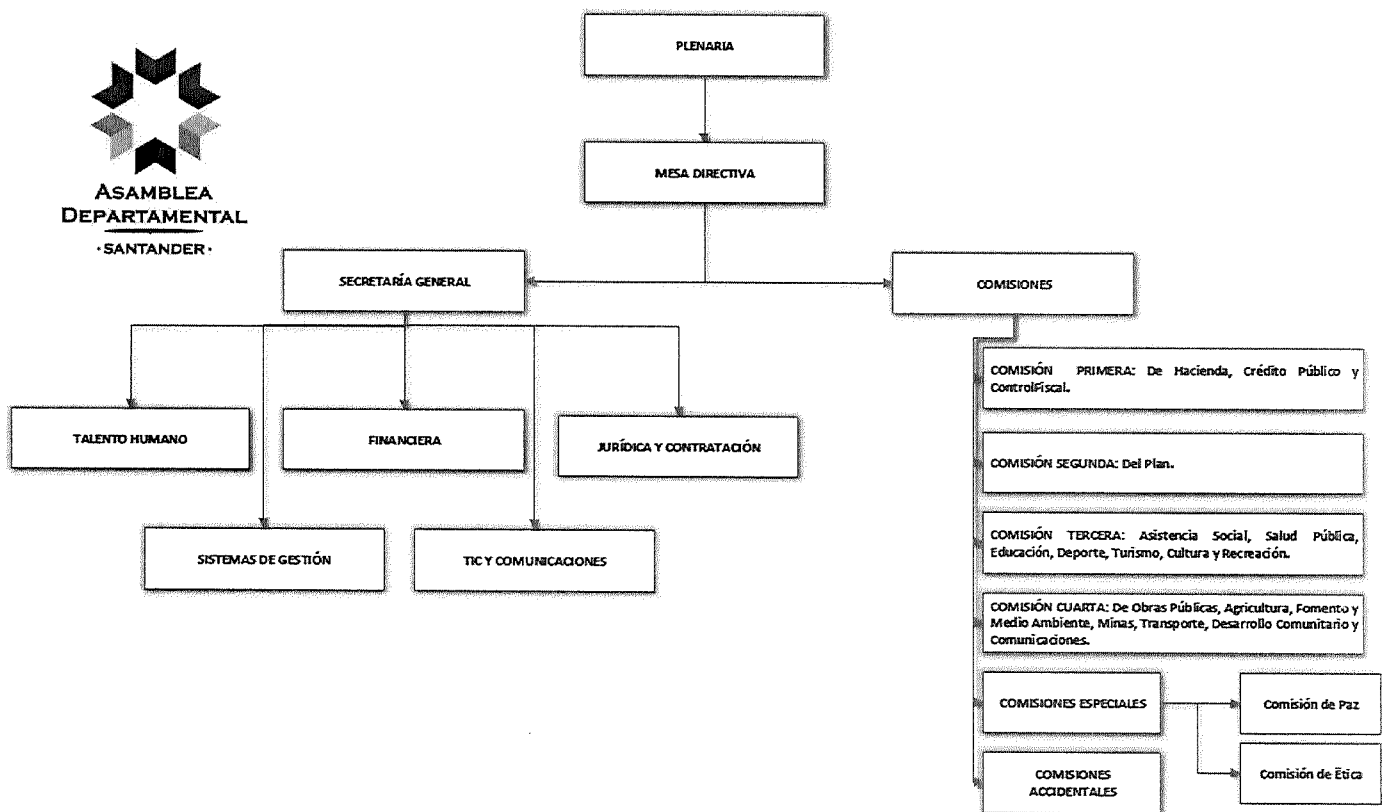 PLENARIA
MESA DIRECTIVA
ASAMBLEA
DEPARTAMENTAL
·SANTANDER·
SECRETARÍA GENERAL
COMISIONES
TALENTO HUMANO
FINANCIERA
JURÍDICA Y CONTRATACIÓN
SISTEMAS DE GESTIÓN
TIC Y COMUNICACIONES
COMISIÓN PRIMERA: De Hacienda, Crédito Público y
ControlFiscal.
COMISIÓN SEGUNDA: Del Plan.
COMISIÓN TERCERA: Asistencia Social, Salud Pública,
Educación, Deporte, Turismo, Cultura y Recreación.
COMISIÓN CUARTA: De Obras Públicas, Agricultura, Fomento y
Medio Ambiente, Minas, Transporte, Desarrollo Comunitario y
Comunicaciones.
COMISIONES ESPECIALES
Comisión de Paz
Comisión de Ética
COMISIONES
ACCIDENTALES